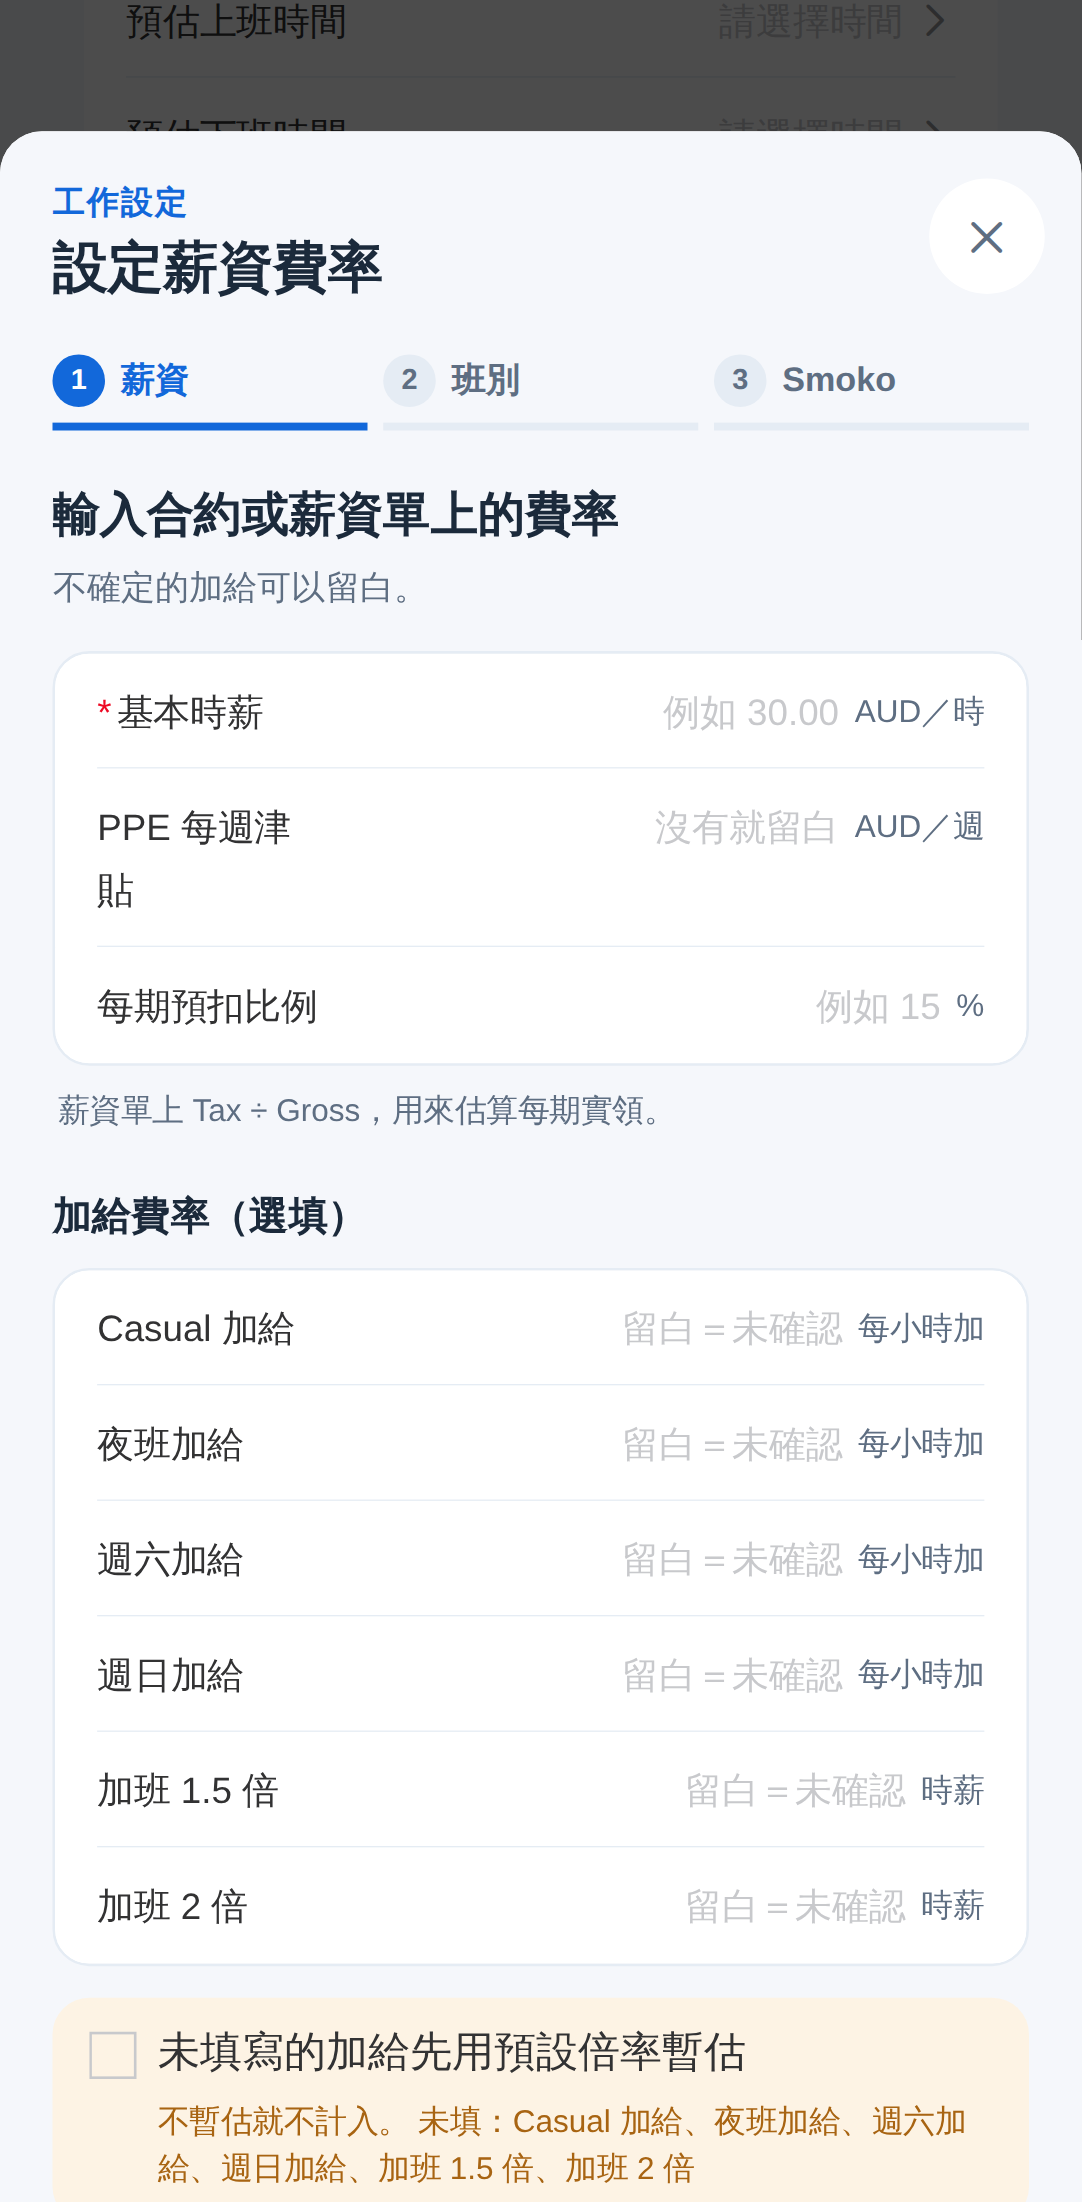 預估上班時間 請選擇時間
預估下班時間 請選擇時間
工作設定
設定薪資費率
1 薪資 2 班別 3 Smoko
輸入合約或薪資單上的費率
不確定的加給可以留白。
*基本時薪 例如 30.00 AUD／時
PPE 每週津 沒有就留白 AUD／週
貼
每期預扣比例 例如 15 %
薪資單上 Tax ÷ Gross，用來估算每期實領。
加給費率（選填）
Casual 加給 留白＝未確認 每小時加
夜班加給 留白＝未確認 每小時加
週六加給 留白＝未確認 每小時加
週日加給 留白＝未確認 每小時加
加班 1.5 倍 留白＝未確認 時薪
加班 2 倍 留白＝未確認 時薪
未填寫的加給先用預設倍率暫估
不暫估就不計入。 未填：Casual 加給、夜班加給、週六加
給、週日加給、加班 1.5 倍、加班 2 倍